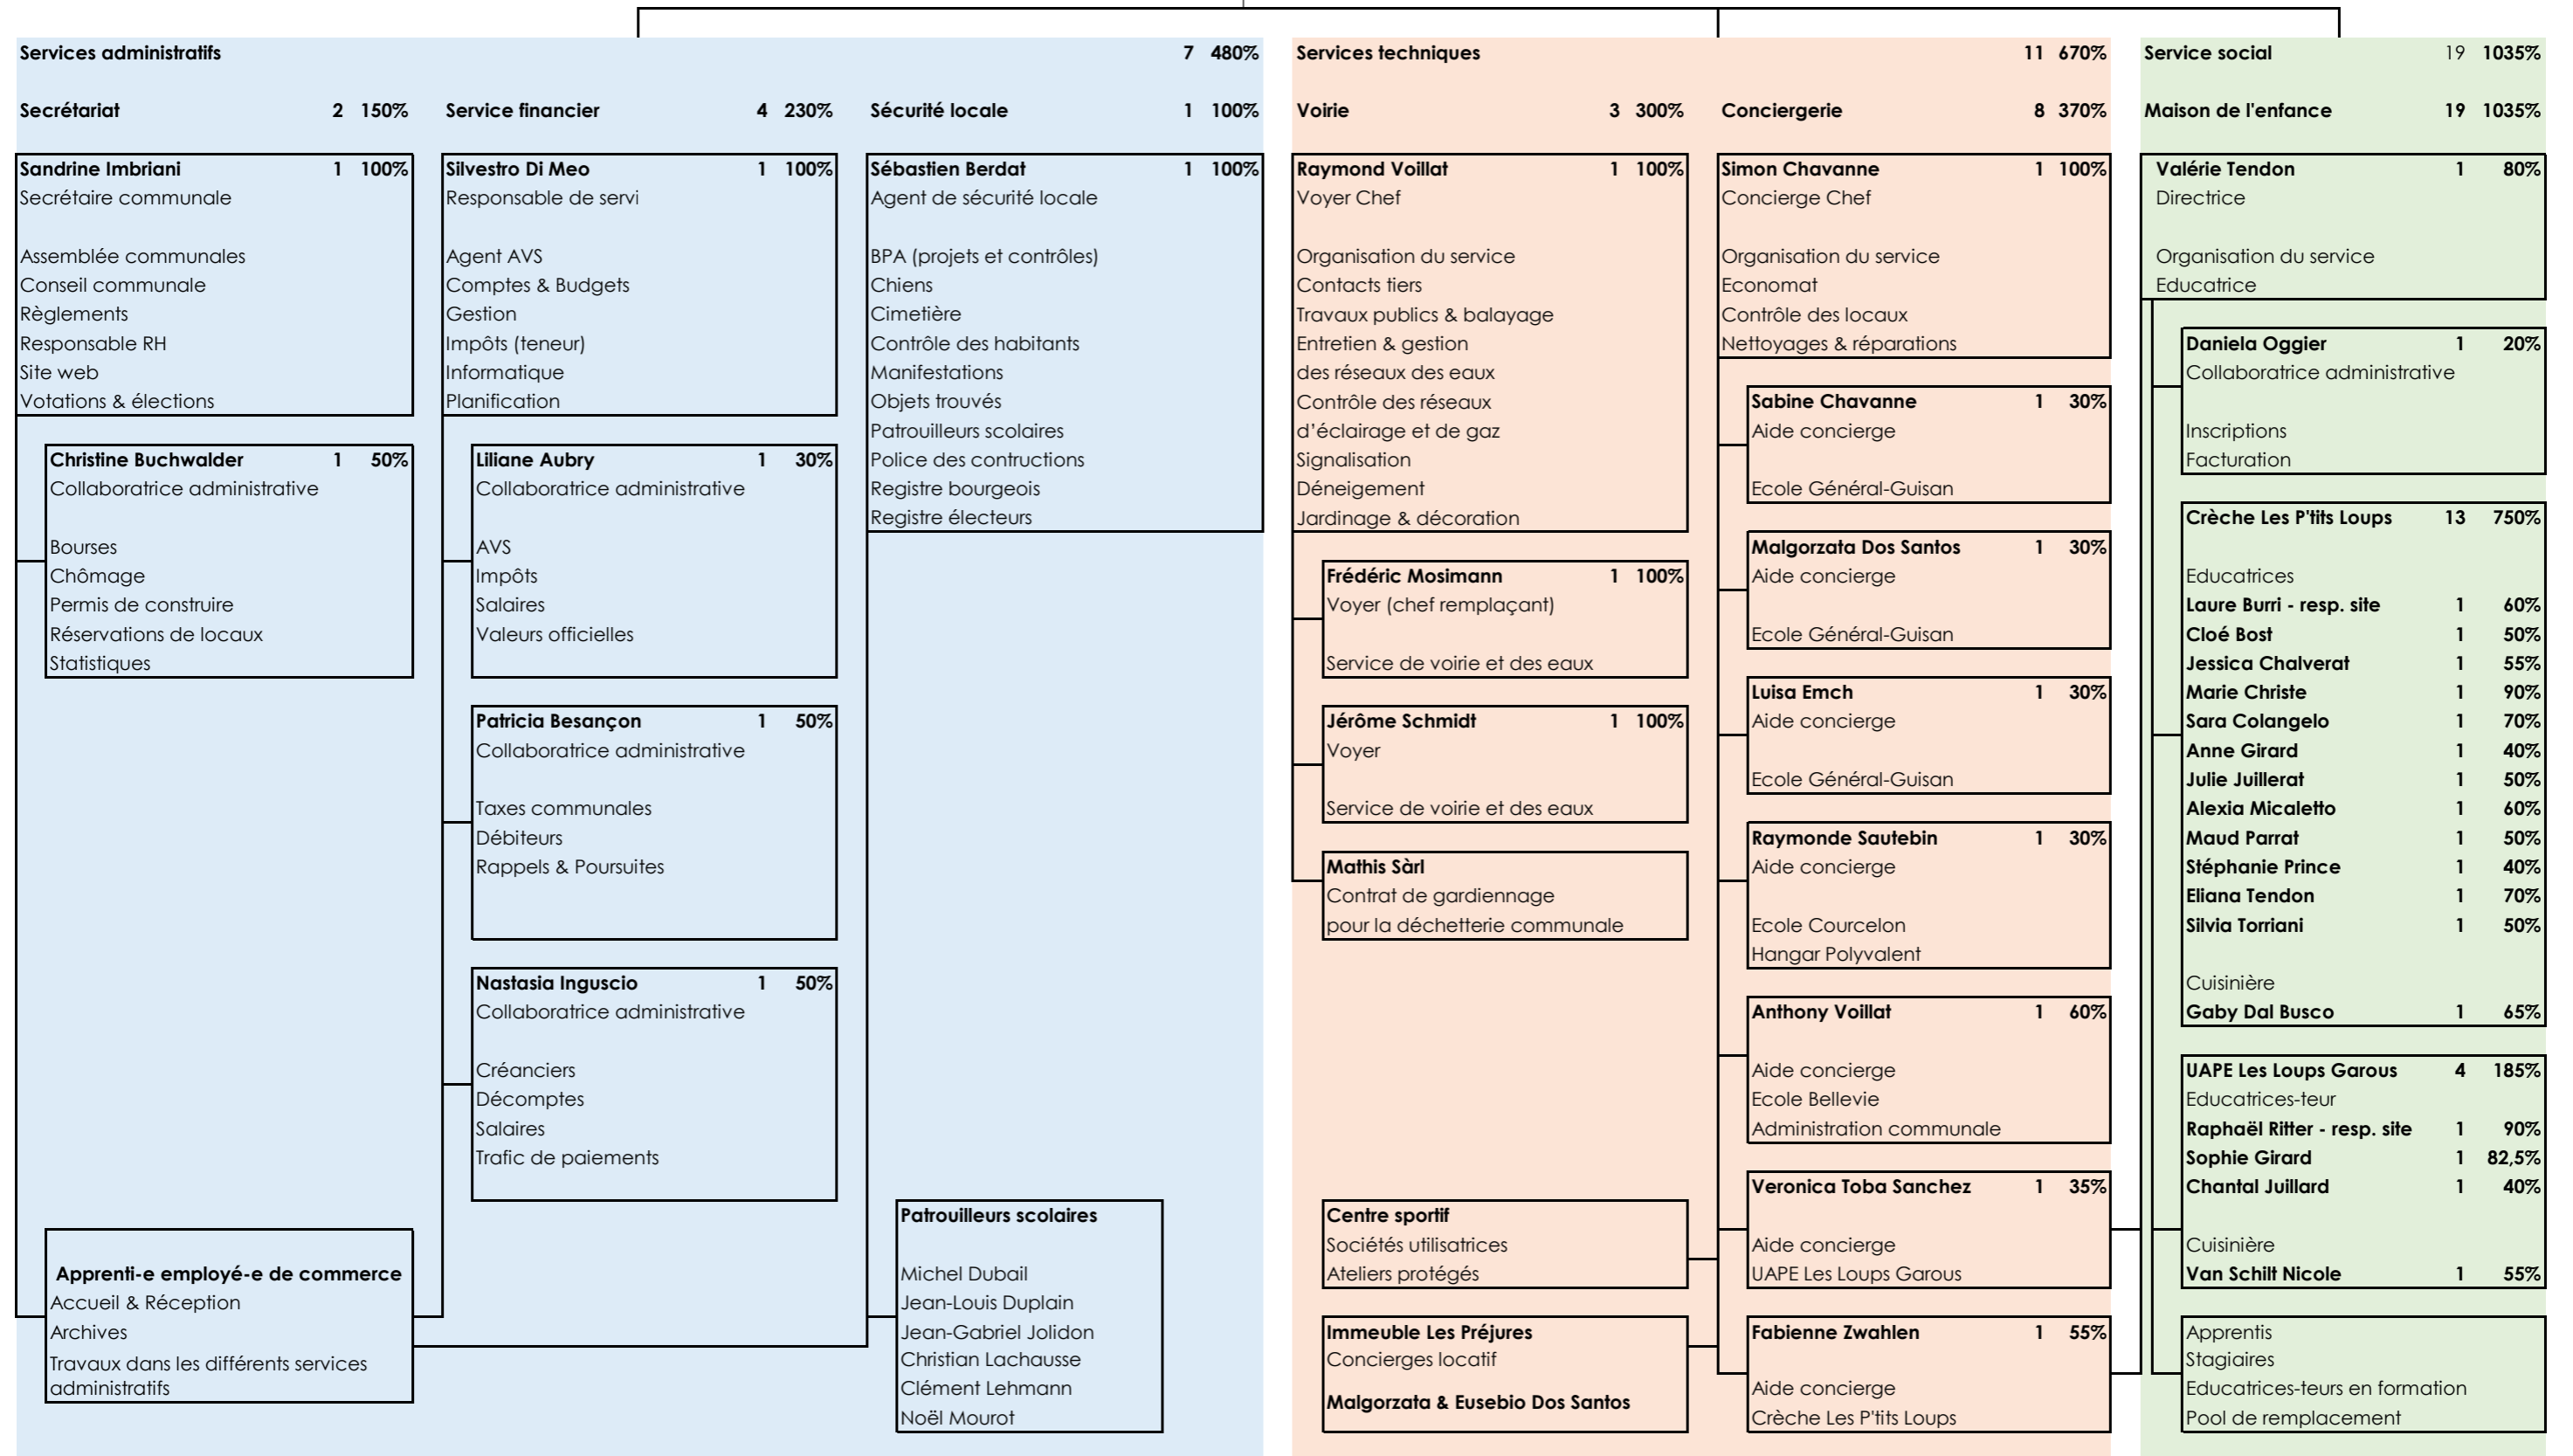 Services administratifs 7 480%
Secrétariat 2 150%
Sandrine Imbriani 1 100%
Secrétaire communale
Assemblée communales
Conseil communale
Règlements
Responsable RH
Site web
Votations & élections
Christine Buchwalder 1 50%
Collaboratrice administrative
Bourses
Chômage
Permis de construire
Réservations de locaux
Statistiques
Apprenti-e employé-e de commerce
Accueil & Réception
Archives
Travaux dans les différents services
administratifs
Service financier 4 230%
Silvestro Di Meo 1 100%
Responsable de servi
Agent AVS
Comptes & Budgets
Gestion
Impôts (teneur)
Informatique
Planification
Liliane Aubry 1 30%
Collaboratrice administrative
AVS
Impôts
Salaires
Valeurs officielles
Patricia Besançon 1 50%
Collaboratrice administrative
Taxes communales
Débiteurs
Rappels & Poursuites
Nastasia Inguscio 1 50%
Collaboratrice administrative
Créanciers
Décomptes
Salaires
Trafic de paiements
Sécurité locale 1 100%
Sébastien Berdat 1 100%
Agent de sécurité locale
BPA (projets et contrôles)
Chiens
Cimetière
Contrôle des habitants
Manifestations
Objets trouvés
Patrouilleurs scolaires
Police des contructions
Registre bourgeois
Registre électeurs
Patrouilleurs scolaires
Michel Dubail
Jean-Louis Duplain
Jean-Gabriel Jolidon
Christian Lachausse
Clément Lehmann
Noël Mourot
Services techniques 11 670%
Voirie 3 300%
Raymond Voillat 1 100%
Voyer Chef
Organisation du service
Contacts tiers
Travaux publics & balayage
Entretien & gestion
des réseaux des eaux
Contrôle des réseaux
d'éclairage et de gaz
Signalisation
Déneigement
Jardinage & décoration
Frédéric Mosimann 1 100%
Voyer (chef remplaçant)
Service de voirie et des eaux
Jérôme Schmidt 1 100%
Voyer
Service de voirie et des eaux
Mathis Sàrl
Contrat de gardiennage
pour la déchetterie communale
Centre sportif
Sociétés utilisatrices
Ateliers protégés
Immeuble Les Préjures
Concierges locatif
Malgorzata & Eusebio Dos Santos
Conciergerie 8 370%
Simon Chavanne 1 100%
Concierge Chef
Organisation du service
Economat
Contrôle des locaux
Nettoyages & réparations
Sabine Chavanne 1 30%
Aide concierge
Ecole Général-Guisan
Malgorzata Dos Santos 1 30%
Aide concierge
Ecole Général-Guisan
Luisa Emch 1 30%
Aide concierge
Ecole Général-Guisan
Raymonde Sautebin 1 30%
Aide concierge
Ecole Courcelon
Hangar Polyvalent
Anthony Voillat 1 60%
Aide concierge
Ecole Bellevie
Administration communale
Veronica Toba Sanchez 1 35%
Aide concierge
UAPE Les Loups Garous
Fabienne Zwahlen 1 55%
Aide concierge
Crèche Les P'tits Loups
Service social 19 1035%
Maison de l'enfance 19 1035%
Valérie Tendon 1 80%
Directrice
Organisation du service
Educatrice
Daniela Oggier 1 20%
Collaboratrice administrative
Inscriptions
Facturation
Crèche Les P'tits Loups 13 750%
Educatrices
Laure Burri - resp. site 1 60%
Cloé Bost 1 50%
Jessica Chalverat 1 55%
Marie Christe 1 90%
Sara Colangelo 1 70%
Anne Girard 1 40%
Julie Juillerat 1 50%
Alexia Micaletto 1 60%
Maud Parrat 1 50%
Stéphanie Prince 1 40%
Eliana Tendon 1 70%
Silvia Torriani 1 50%
Cuisinière
Gaby Dal Busco 1 65%
UAPE Les Loups Garous 4 185%
Educatrices-teur
Raphaël Ritter - resp. site 1 90%
Sophie Girard 1 82,5%
Chantal Juillard 1 40%
Cuisinière
Van Schilt Nicole 1 55%
Apprentis
Stagiaires
Educatrices-teurs en formation
Pool de remplacement